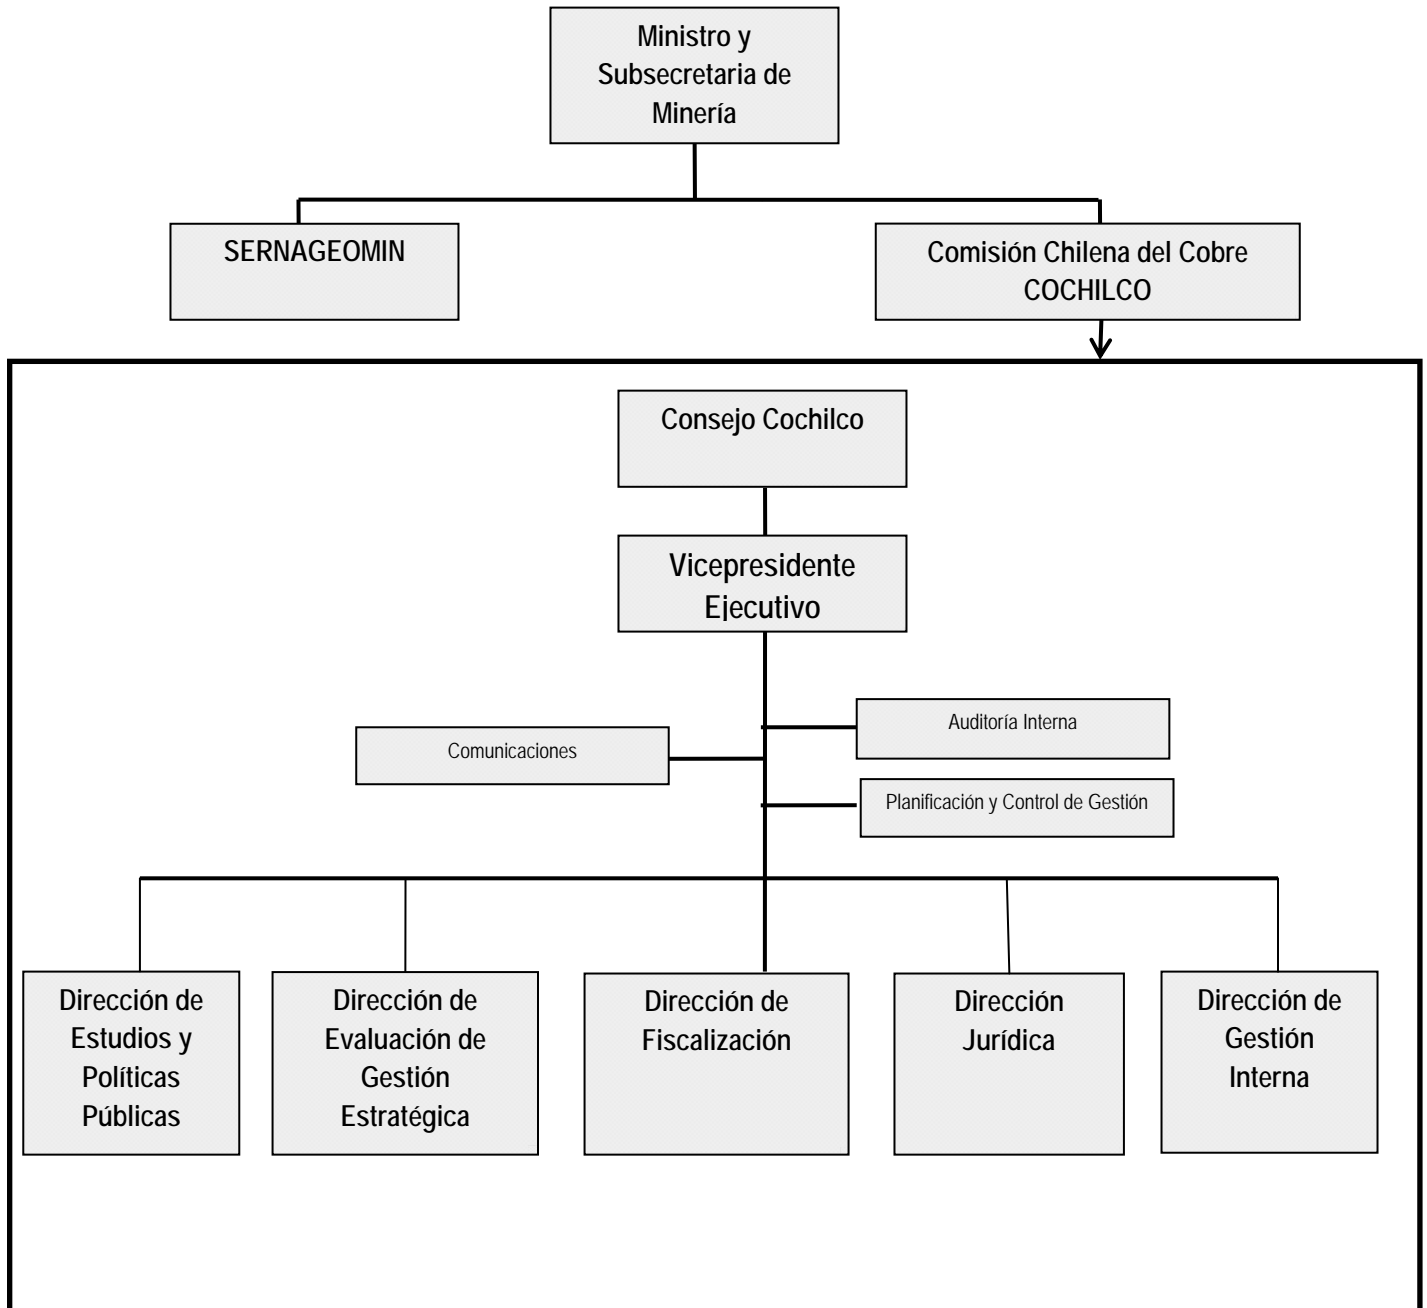 Ministro y
Subsecretaria de
Minería
SERNAGEOMIN
Comisión Chilena del Cobre
COCHILCO
Consejo Cochilco
Vicepresidente
Ejecutivo
Auditoría Interna
Comunicaciones
Planificación y Control de Gestión
Dirección de
Estudios y
Políticas
Públicas
Dirección de
Evaluación de
Gestión
Estratégica
Dirección de
Fiscalización
Dirección
Jurídica
Dirección de
Gestión
Interna